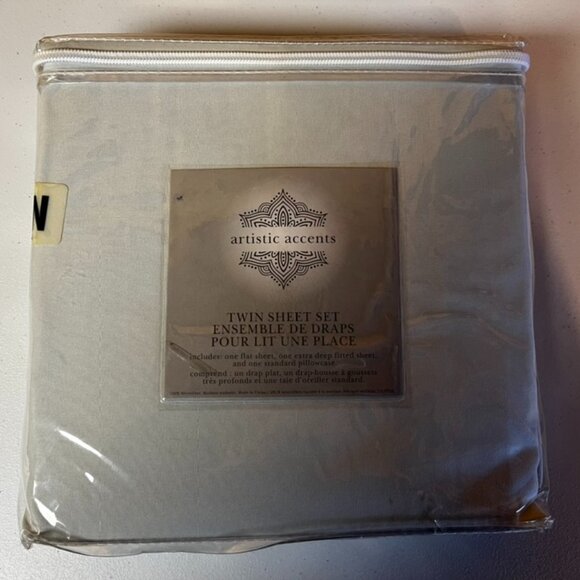 N
artistic accents
TWIN SHEET SET
ENSEMBLE DE DRAPS
POUR LIT UNE PLACE
includes: one flat sheet, one extra deep fitted sheet,
and one standard pillowcase.
comprend : un drap plat, un drap-housse à goussets
très profonds et une taie d'oreiller standard.